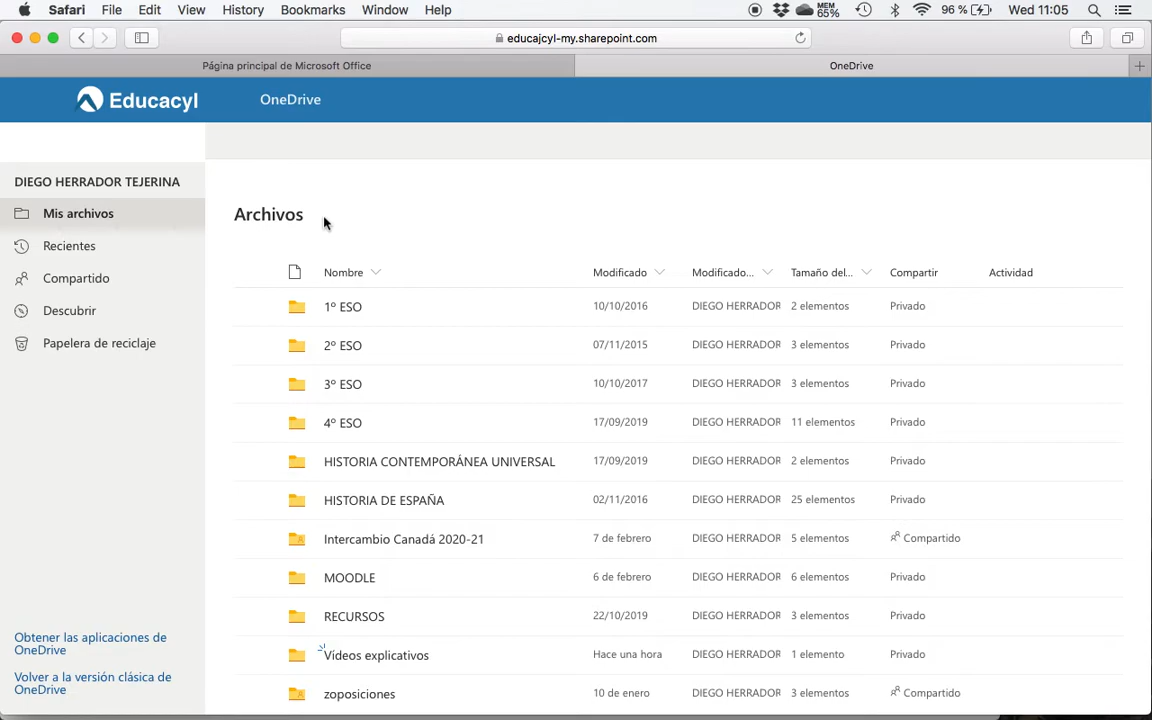 Safari File Edit View History Bookmarks Window Help MEM 65% 96 % Wed 11:05
educajcyl-my.sharepoint.com
Página principal de Microsoft Office OneDrive
Educacyl OneDrive
DIEGO HERRADOR TEJERINA
Mis archivos
Recientes
Compartido
Descubrir
Papelera de reciclaje
Obtener las aplicaciones de
OneDrive
Volver a la versión clásica de
OneDrive
Archivos
Nombre Modificado Modificado... Tamaño del... Compartir Actividad
1º ESO 10/10/2016 DIEGO HERRADOR 2 elementos Privado
2º ESO 07/11/2015 DIEGO HERRADOR 3 elementos Privado
3º ESO 10/10/2017 DIEGO HERRADOR 3 elementos Privado
4º ESO 17/09/2019 DIEGO HERRADOR 11 elementos Privado
HISTORIA CONTEMPORÁNEA UNIVERSAL 17/09/2019 DIEGO HERRADOR 2 elementos Privado
HISTORIA DE ESPAÑA 02/11/2016 DIEGO HERRADOR 25 elementos Privado
Intercambio Canadá 2020-21 7 de febrero DIEGO HERRADOR 5 elementos Compartido
MOODLE 6 de febrero DIEGO HERRADOR 6 elementos Privado
RECURSOS 22/10/2019 DIEGO HERRADOR 3 elementos Privado
Videos explicativos Hace una hora DIEGO HERRADOR 1 elemento Privado
zoposiciones 10 de enero DIEGO HERRADOR 3 elementos Compartido